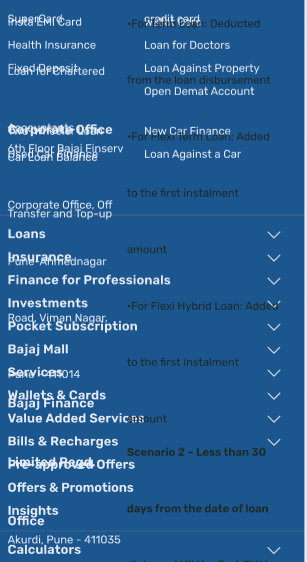 SuperCard
credit card
Insta EMI Card
•For Term Loan: Deducted
Health Insurance
Loan for Doctors
Fixed Deposit
Loan Against Property
Loan for Chartered
from the loan disbursement
Open Demat Account
Corporate Office
New Car Finance
•For Flexi Term Loan: Added
6th Floor Bajaj Finserv
Loan Against a Car
Car Loan Balance
to the first instalment
Corporate Office, Off
Transfer and Top-up
Loans
amount
Insurance
Pune-Ahmednagar
Finance for Professionals
Investments
•For Flexi Hybrid Loan: Added
Road, Viman Nagar,
Pocket Subscription
Bajaj Mall
to the first instalment
Services
Pune - 411014
Wallets & Cards
Bajaj Finance
Value Added Services
amount
Bills & Recharges
Scenario 2 – Less than 30
Limited Regd.
Pre-approved Offers
Offers & Promotions
days from the date of loan
Insights
Office
Akurdi, Pune - 411035
Calculators